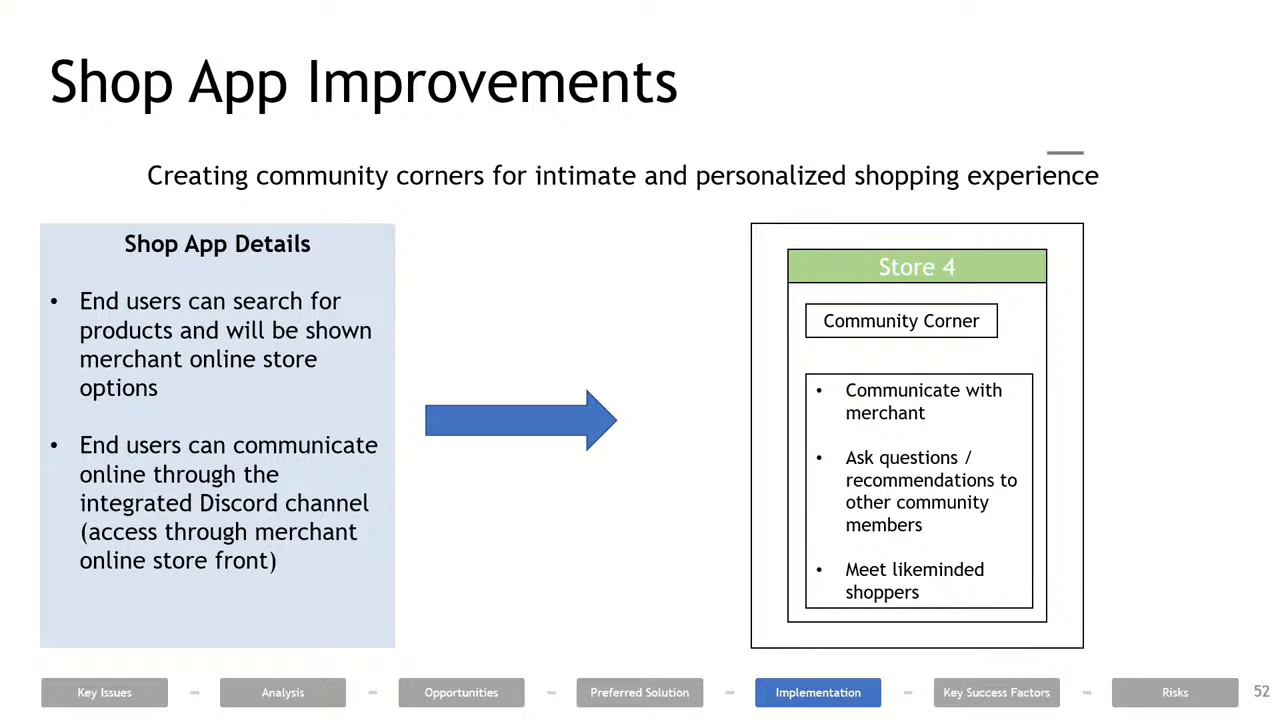 Shop App Improvements
Creating community corners for intimate and personalized shopping experience
Shop App Details
• End users can search for
products and will be shown
merchant online store
options
• End users can communicate
online through the
integrated Discord channel
(access through merchant
online store front)
Store 4
Community Corner
• Communicate with
merchant
• Ask questions /
recommendations to
other community
members
• Meet likeminded
shoppers
Key Issues
Analysis
Opportunities
Preferred Solution
Implementation
Key Success Factors
Risks
52